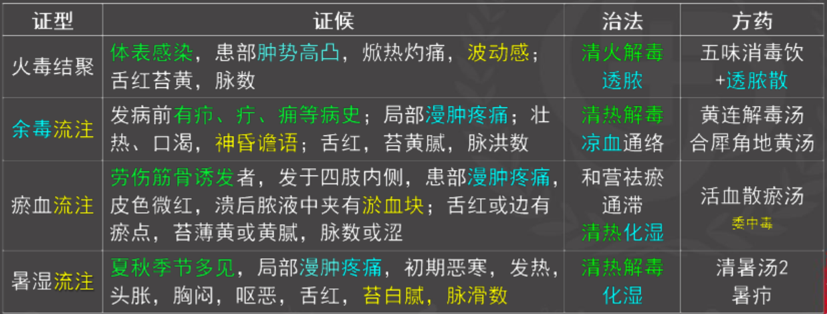 证型 证候 治法 方药
火毒结聚 体表感染，患部肿势高凸，焮热灼痛，波动感； 清火解毒 五味消毒饮
舌红苔黄，脉数 透脓 +透脓散
余毒流注 发病前有疖、疔、痈等病史；局部漫肿疼痛；壮 清热解毒 黄连解毒汤
热、口渴，神昏谵语；舌红，苔黄腻，脉洪数 凉血通络 合犀角地黄汤
瘀血流注 劳伤筋骨诱发者，发于四肢内侧，患部漫肿疼痛， 和营祛瘀 活血散瘀汤
皮色微红，溃后脓液中夹有瘀血块；舌红或边有 通滞 委中毒
瘀点，苔薄黄或黄腻，脉数或涩 清热化湿
暑湿流注 夏秋季节多见，局部漫肿疼痛，初期恶寒，发热， 清热解毒 清暑汤2
头胀，胸闷，呕恶，舌红，苔白腻，脉滑数 化湿 暑疖